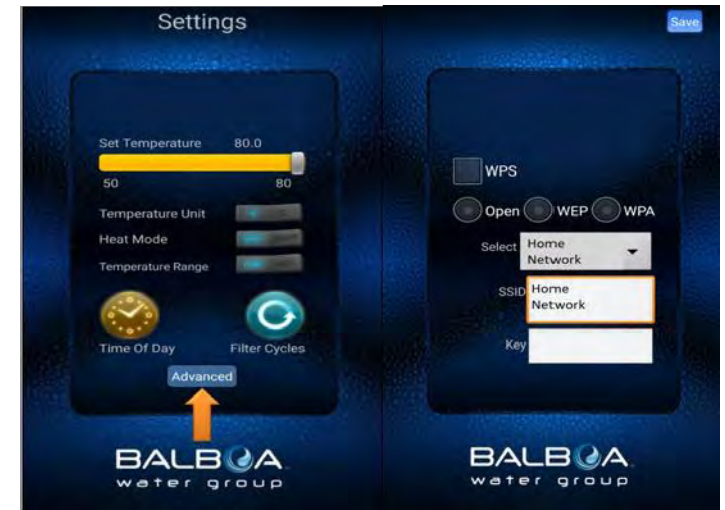 Settings
Set Temperature 80.0
50 80
Temperature Unit
Heat Mode
Temperature Range
Time Of Day Filter Cycles
Advanced
BALBOA
water group
Save
WPS
Open WEP WPA
Select Home
Network
SSID Home
Network
Key
BALBOA
water group